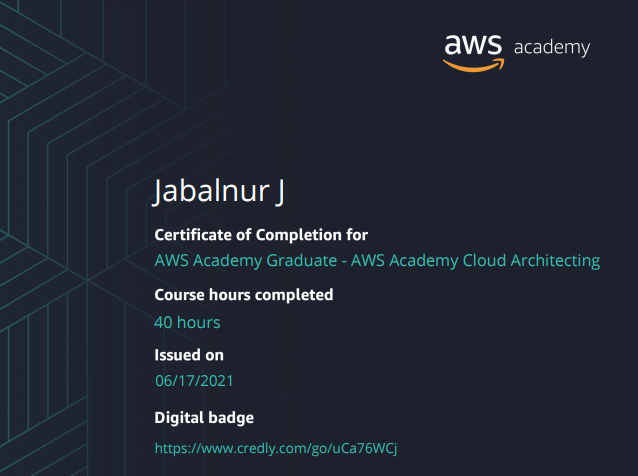 aws academy
Jabalnur J
Certificate of Completion for
AWS Academy Graduate - AWS Academy Cloud Architecting
Course hours completed
40 hours
Issued on
06/17/2021
Digital badge
https://www.credly.com/go/uCa76WCj